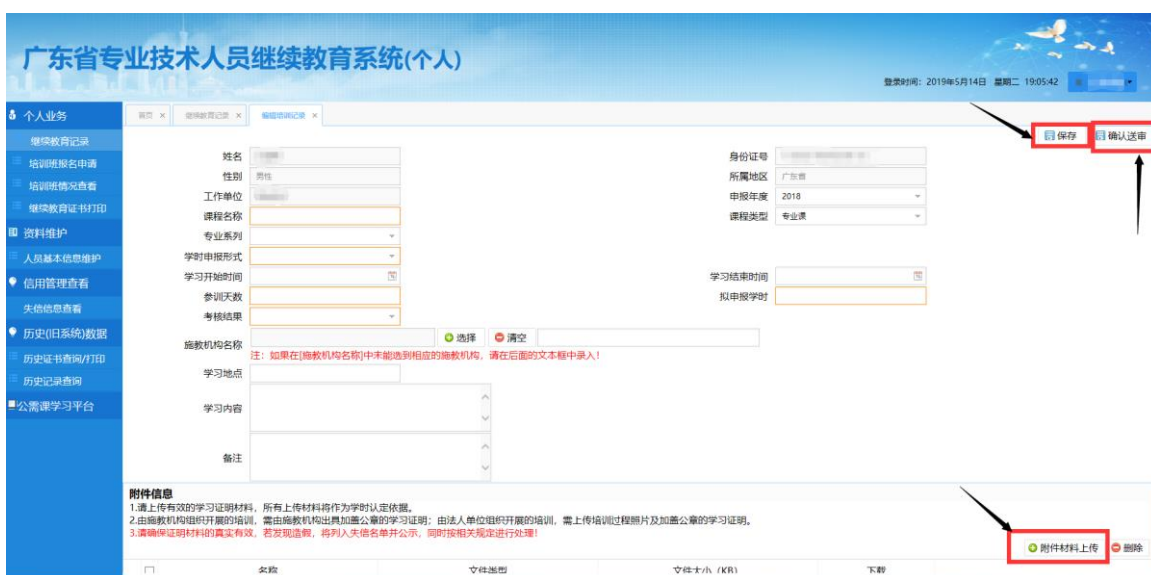 广东省专业技术人员继续教育系统(个人)
登录时间：2019年5月14日 星期二 19:05:42
个人业务
继续教育记录
培训班报名申请
培训班情况查看
继续教育证书打印
资料维护
人员基本信息维护
信用管理查看
失信信息查看
历史(旧系统)数据
历史证书查询/打印
历史记录查询
公需课学习平台
首页 × 继续教育记录 × 编辑培训记录 ×
保存 确认送审
姓名 身份证号
性别 男性 所属地区 广东省
工作单位 申报年度 2018
课程名称 课程类型 专业课
专业系列
学时申报形式
学习开始时间 学习结束时间
参训天数 拟申报学时
考核结果
施教机构名称 选择 清空
注：如果在[施教机构名称]中未能选到相应的施教机构，请在后面的文本框中录入！
学习地点
学习内容
备注
附件信息
1.请上传有效的学习证明材料，所有上传材料将作为学时认定依据。
2.由施教机构组织开展的培训，需由施教机构出具加盖公章的学习证明；由法人单位组织开展的培训，需上传培训过程照片及加盖公章的学习证明。
3.请确保证明材料的真实有效，若发现造假，将列入失信名单并公示，同时按相关规定进行处理！
附件材料上传 删除
名称 文件类型 文件大小（KB） 下载